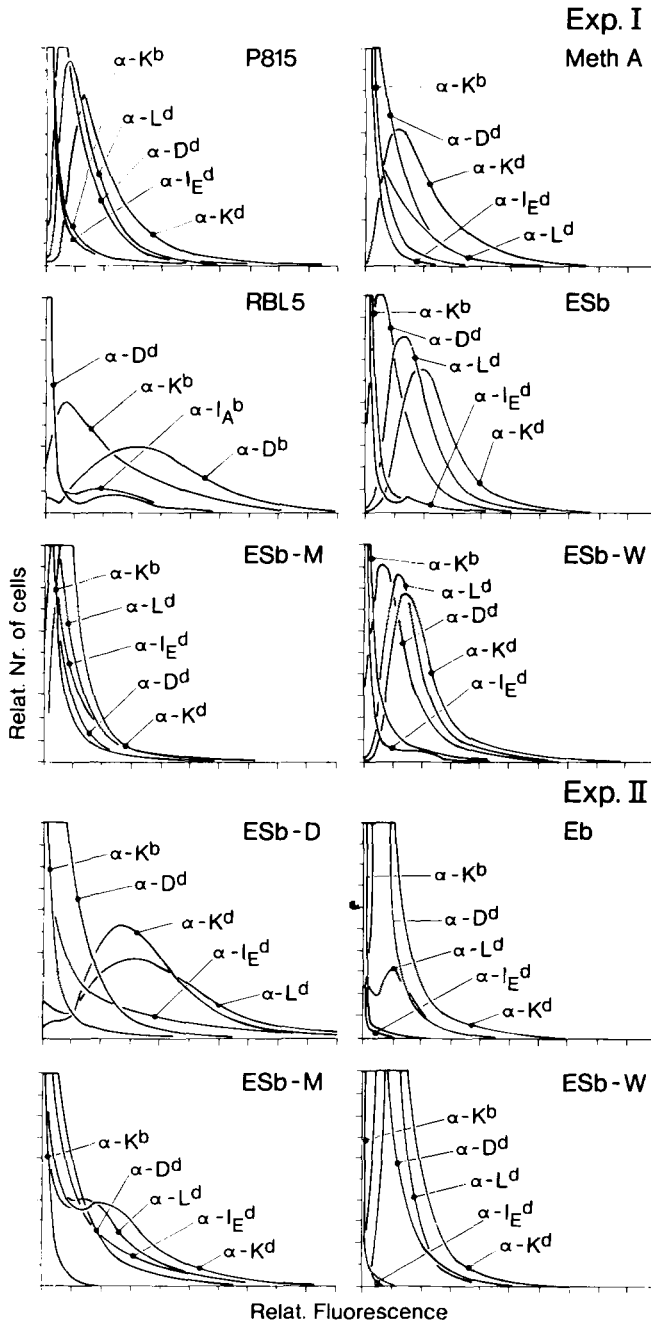 Exp. I
P815
α-K^b
α-L^d
α-D^d
α-I_E^d
α-K^d
Meth A
α-K^b
α-D^d
α-K^d
α-I_E^d
α-L^d
RBL5
α-D^d
α-K^b
α-I_A^b
α-D^b
ESb
α-K^b
α-D^d
α-L^d
α-I_E^d
α-K^d
ESb-M
α-K^b
α-L^d
α-I_E^d
α-D^d
α-K^d
ESb-W
α-K^b
α-L^d
α-D^d
α-K^d
α-I_E^d
Relat. Nr. of cells
Exp. II
ESb-D
α-K^b
α-D^d
α-K^d
α-I_E^d
α-L^d
Eb
α-K^b
α-D^d
α-L^d
α-I_E^d
α-K^d
ESb-M
α-K^b
α-D^d
α-L^d
α-I_E^d
α-K^d
ESb-W
α-K^b
α-D^d
α-L^d
α-I_E^d
α-K^d
Relat. Fluorescence